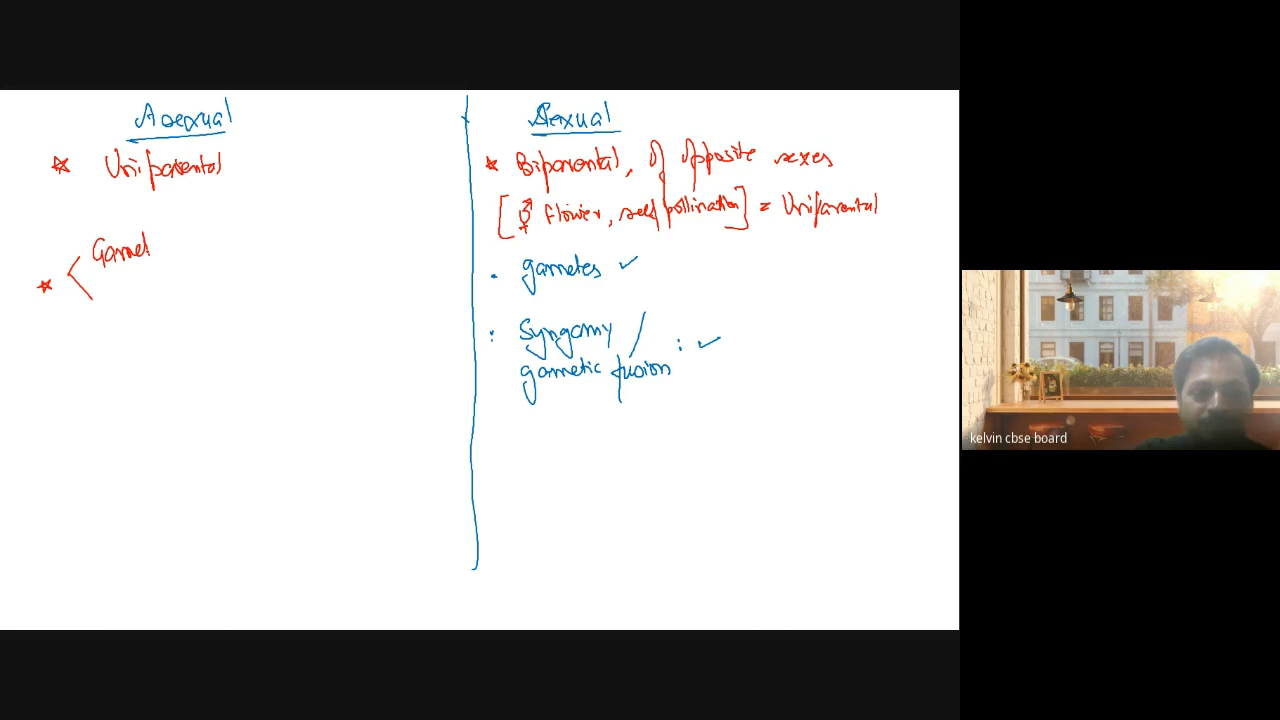 Asexual
Sexual
* Uniparental
* Biparental, of opposite sexes
[⚥ flower, self pollination] = Uniparental
Gamet
*
• gametes ✓
: Syngamy /
gametic fusion : ✓
kelvin cbse board